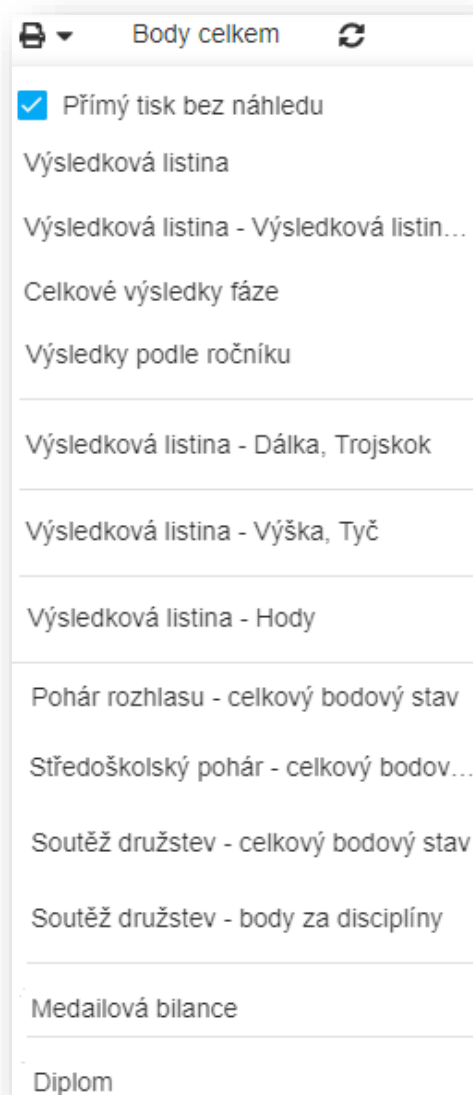 Body celkem
Přímý tisk bez náhledu
Výsledková listina
Výsledková listina - Výsledková listin...
Celkové výsledky fáze
Výsledky podle ročníku
Výsledková listina - Dálka, Trojskok
Výsledková listina - Výška, Tyč
Výsledková listina - Hody
Pohár rozhlasu - celkový bodový stav
Středoškolský pohár - celkový bodov...
Soutěž družstev - celkový bodový stav
Soutěž družstev - body za disciplíny
Medailová bilance
Diplom